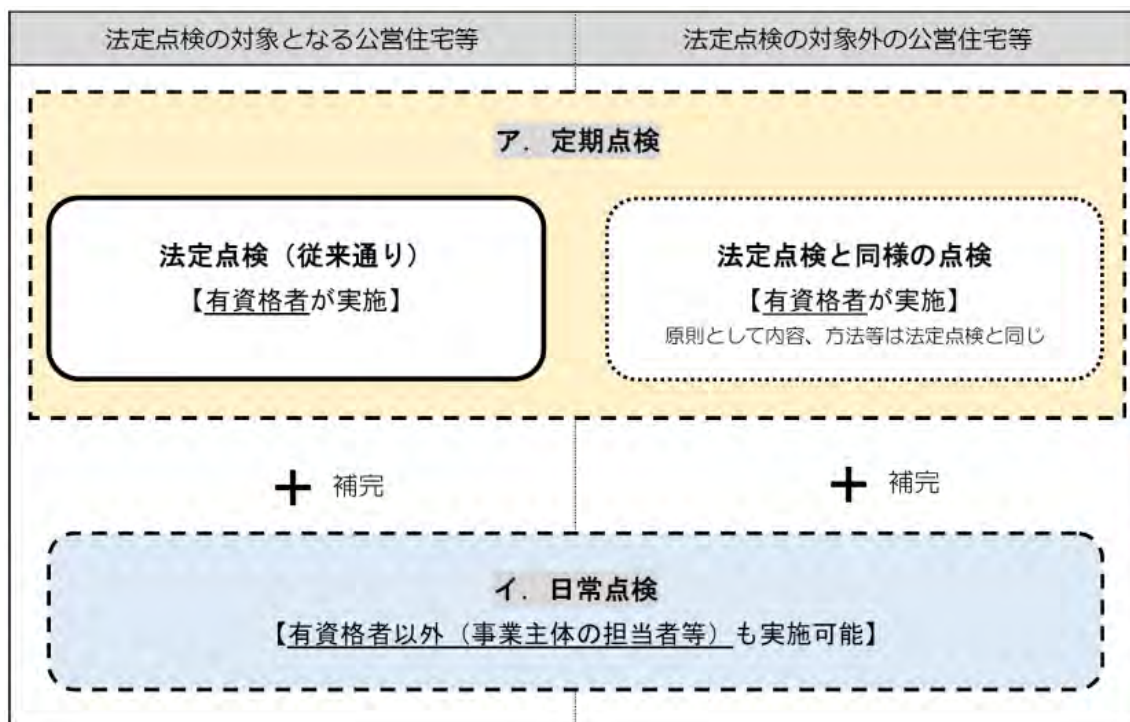 法定点検の対象となる公営住宅等
法定点検の対象外の公営住宅等
ア．定期点検
法定点検（従来通り）
【有資格者が実施】
法定点検と同様の点検
【有資格者が実施】
原則として内容、方法等は法定点検と同じ
＋ 補完
＋ 補完
イ．日常点検
【有資格者以外（事業主体の担当者等）も実施可能】